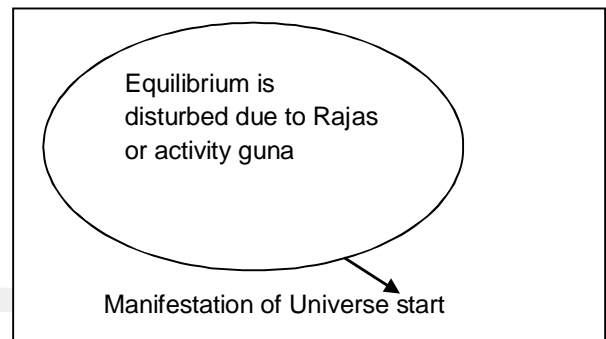 Equilibrium is
disturbed due to Rajas
or activity guna
Manifestation of Universe start